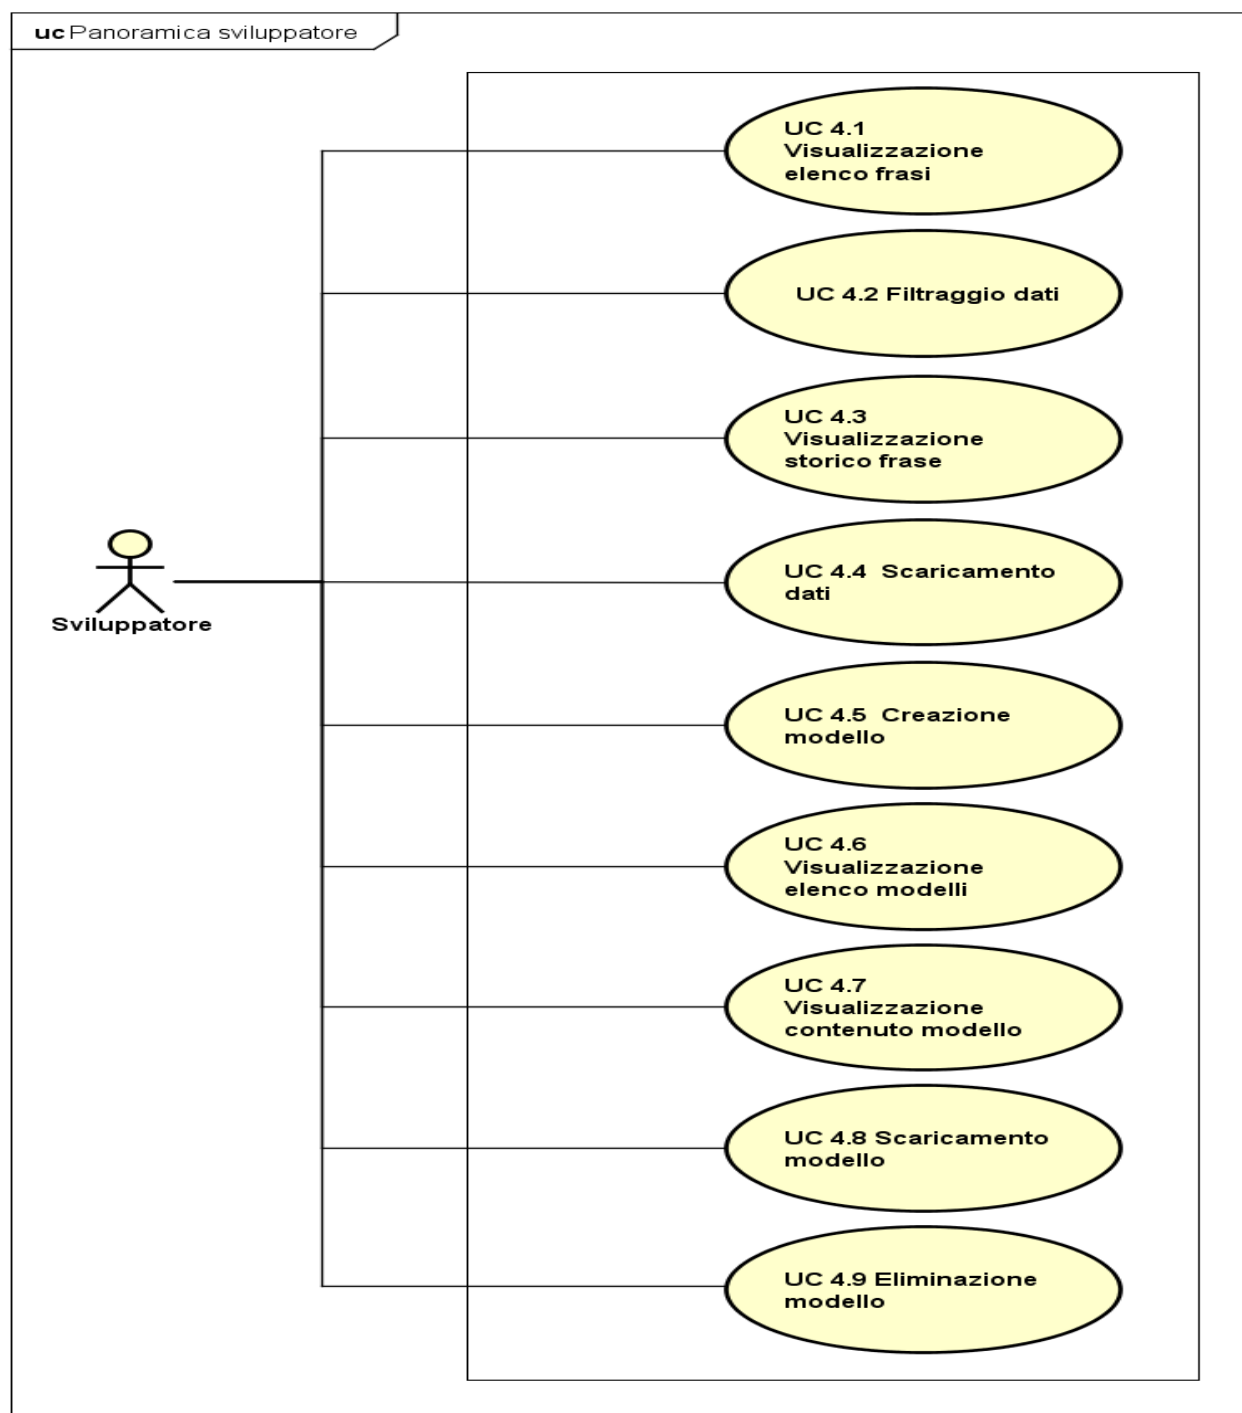 uc Panoramica sviluppatore
UC 4.1
Visualizzazione
elenco frasi
UC 4.2 Filtraggio dati
UC 4.3
Visualizzazione
storico frase
UC 4.4  Scaricamento
dati
Sviluppatore
UC 4.5  Creazione
modello
UC 4.6
Visualizzazione
elenco modelli
UC 4.7
Visualizzazione
contenuto modello
UC 4.8 Scaricamento
modello
UC 4.9 Eliminazione
modello